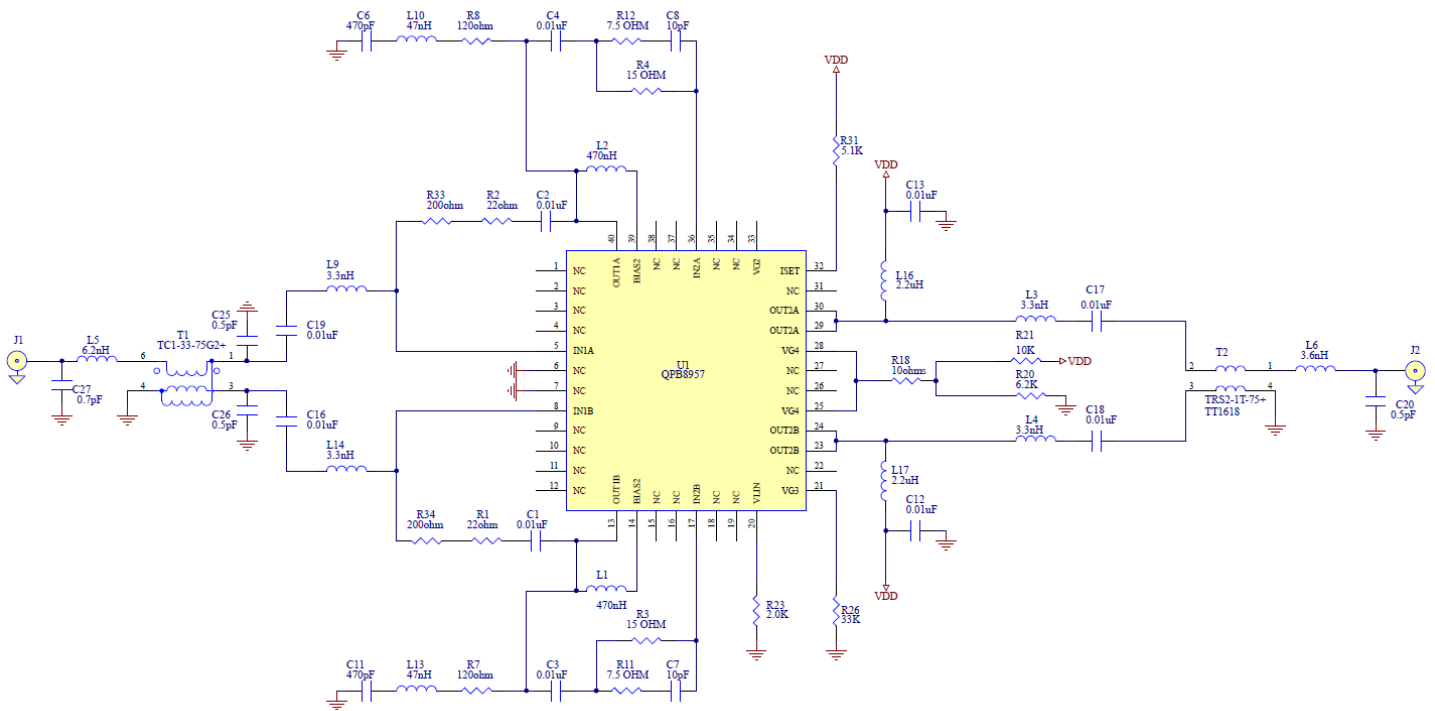 C6
470pF
L10
47nH
R8
120ohm
C4
0.01uF
R12
7.5 OHM
C8
10pF
R4
15 OHM
VDD
R31
5.1K
L2
470nH
VDD
C13
0.01uF
R33
200ohm
R2
22ohm
C2
0.01uF
40
39
38
37
36
35
34
33
OUT1A
BIAS2
NC
NC
IN2A
NC
NC
VG2
L9
3.3nH
1 NC
2 NC
3 NC
4 NC
5 IN1A
6 NC
7 NC
8 IN1B
9 NC
10 NC
11 NC
12 NC
U1
QPB8957
ISET 32
NC 31
OUT2A 30
OUT2A 29
VG4 28
NC 27
NC 26
VG4 25
OUT2B 24
OUT2B 23
NC 22
VG3 21
L16
2.2uH
L3
3.3nH
C17
0.01uF
C25
0.5pF
C19
0.01uF
J1
L5
6.2nH
T1
TC1-33-75G2+
6
1
4
3
C27
0.7pF
C26
0.5pF
C16
0.01uF
L14
3.3nH
R18
10ohms
R21
10K
VDD
R20
6.2K
T2
2
1
3
4
TRS2-1T-75+
TT1618
L6
3.6nH
J2
C20
0.5pF
L4
3.3nH
C18
0.01uF
L17
2.2uH
C12
0.01uF
VDD
OUT1B
BIAS2
NC
NC
IN2B
NC
NC
VLIN
13
14
15
16
17
18
19
20
R34
200ohm
R1
22ohm
C1
0.01uF
L1
470nH
R3
15 OHM
R23
2.0K
R26
33K
C11
470pF
L13
47nH
R7
120ohm
C3
0.01uF
R11
7.5 OHM
C7
10pF